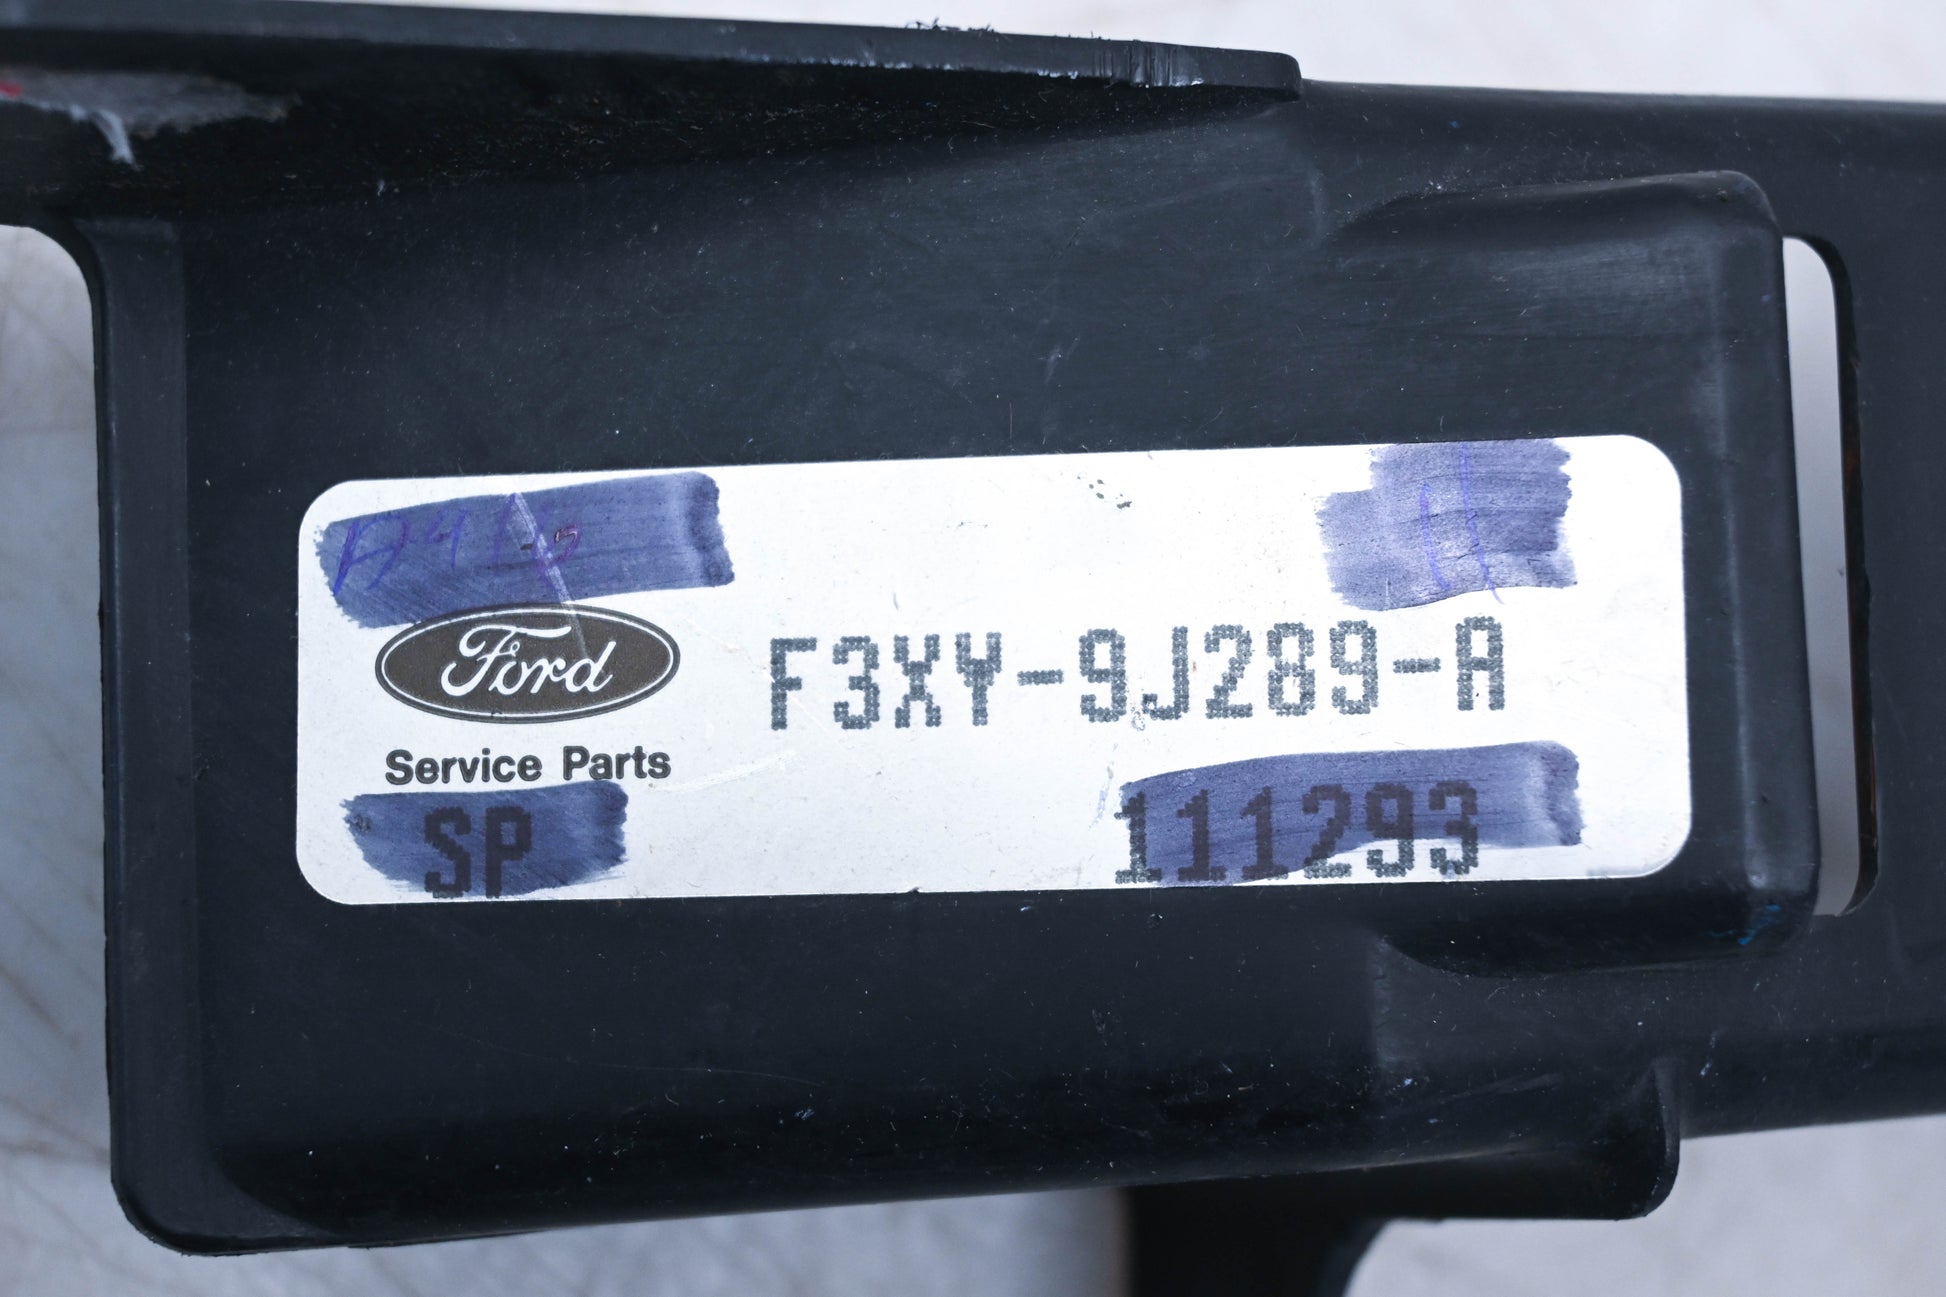 Ford
F3XY-9J289-A
Service Parts
SP
111293